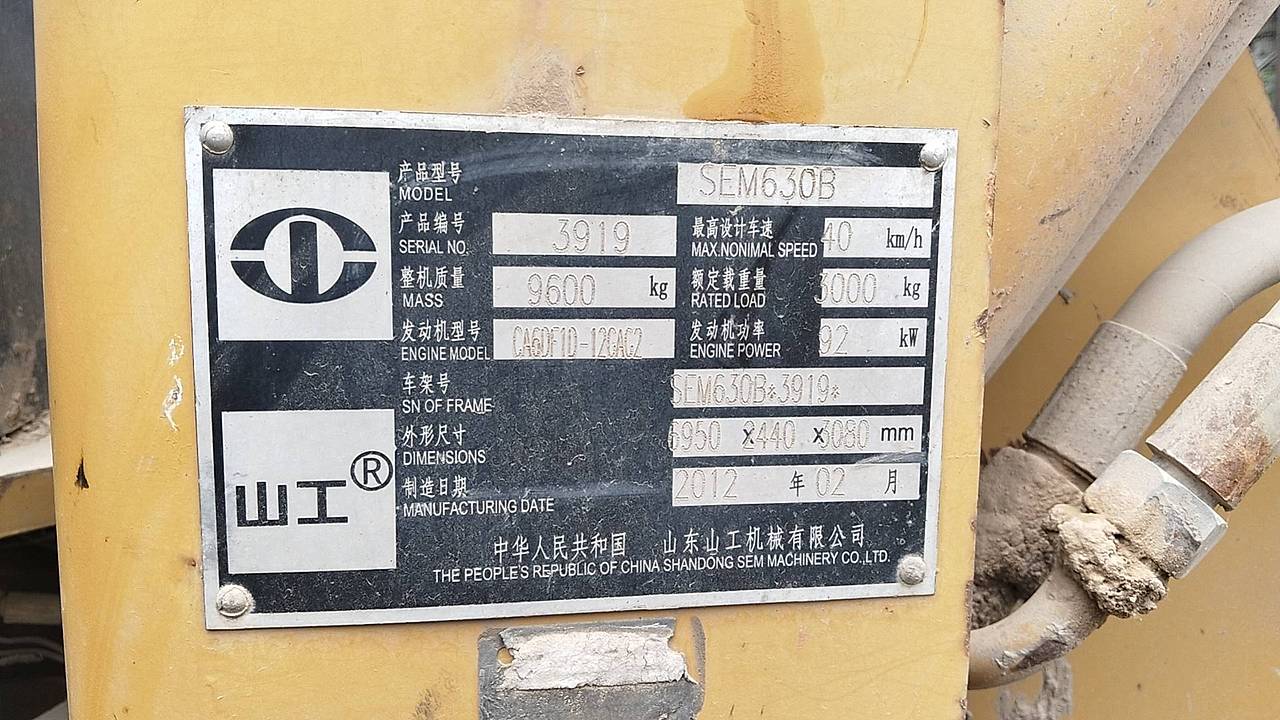 产品型号 SEM630B
MODEL
产品编号 3919 最高设计车速 40 km/h
SERIAL NO. MAX.NONIMAL SPEED
整机质量 9600 kg 额定载重量 3000 kg
MASS RATED LOAD
发动机型号 CA6DF1D-12GAG2 发动机功率 92 kW
ENGINE MODEL ENGINE POWER
车架号 SEM630B*3919*
SN OF FRAME
外形尺寸 6950 x2440 x3080 mm
DIMENSIONS
制造日期 2012 年 02 月
MANUFACTURING DATE
山工®
中华人民共和国 山东山工机械有限公司
THE PEOPLE'S REPUBLIC OF CHINA SHANDONG SEM MACHINERY CO.,LTD.